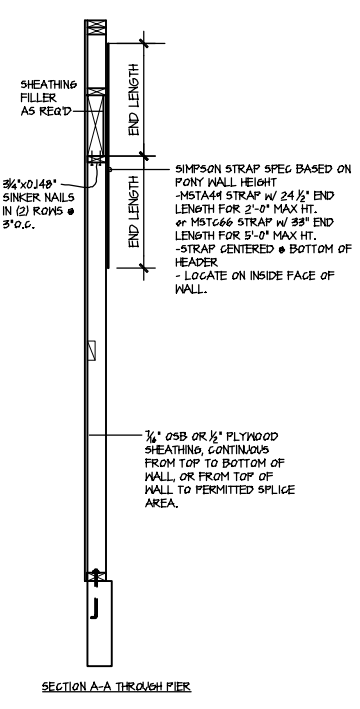 SHEATHING
FILLER
AS REQ'D
END LENGTH
3¼"x0.148"
SINKER NAILS
IN (2) ROWS @
3"O.C.
END LENGTH
SIMPSON STRAP SPEC BASED ON
PONY WALL HEIGHT
-MSTA49 STRAP W/ 24 ½" END
LENGTH FOR 2'-0" MAX HT.
or MSTC66 STRAP W/ 33" END
LENGTH FOR 5'-0" MAX HT.
-STRAP CENTERED @ BOTTOM OF
HEADER
- LOCATE ON INSIDE FACE OF
WALL.
7/16" OSB OR ½" PLYWOOD
SHEATHING, CONTINUOUS
FROM TOP TO BOTTOM OF
WALL, OR FROM TOP OF
WALL TO PERMITTED SPLICE
AREA.
SECTION A-A THROUGH PIER